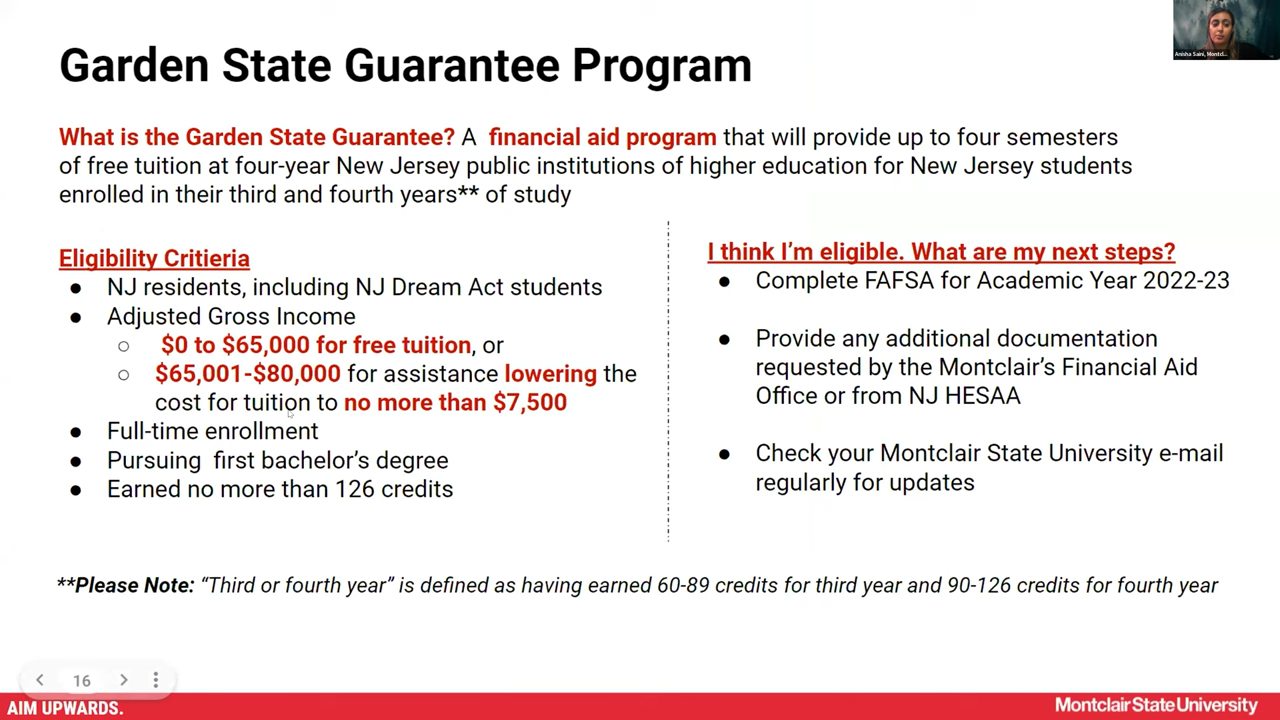 Garden State Guarantee Program
Anisha Saini, Montcl...
What is the Garden State Guarantee? A financial aid program that will provide up to four semesters
of free tuition at four-year New Jersey public institutions of higher education for New Jersey students
enrolled in their third and fourth years** of study
Eligibility Critieria
● NJ residents, including NJ Dream Act students
● Adjusted Gross Income
○ $0 to $65,000 for free tuition, or
○ $65,001-$80,000 for assistance lowering the
cost for tuition to no more than $7,500
● Full-time enrollment
● Pursuing first bachelor's degree
● Earned no more than 126 credits
I think I'm eligible. What are my next steps?
● Complete FAFSA for Academic Year 2022-23
● Provide any additional documentation
requested by the Montclair's Financial Aid
Office or from NJ HESAA
● Check your Montclair State University e-mail
regularly for updates
**Please Note: "Third or fourth year" is defined as having earned 60-89 credits for third year and 90-126 credits for fourth year
16
AIM UPWARDS.
Montclair State University